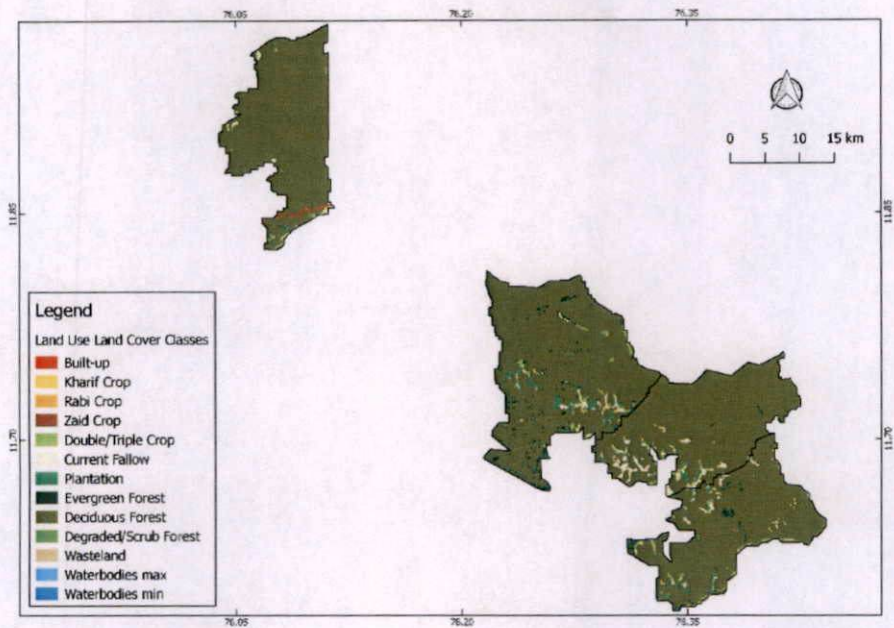 76.05 76.20 76.35
0 5 10 15 km
11.85 11.85
Legend
Land Use Land Cover Classes
Built-up
Kharif Crop
Rabi Crop
Zaid Crop
Double/Triple Crop
Current Fallow
Plantation
Evergreen Forest
Deciduous Forest
Degraded/Scrub Forest
Wasteland
Waterbodies max
Waterbodies min
11.70 11.70
76.05 76.20 76.35